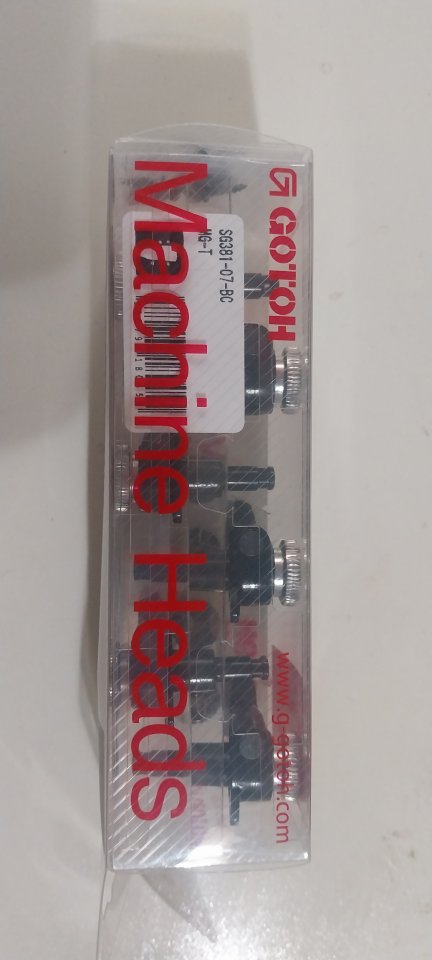 GOTOH
www.g-gotoh.com
SG381-07-BC
MG-T
Machine Heads